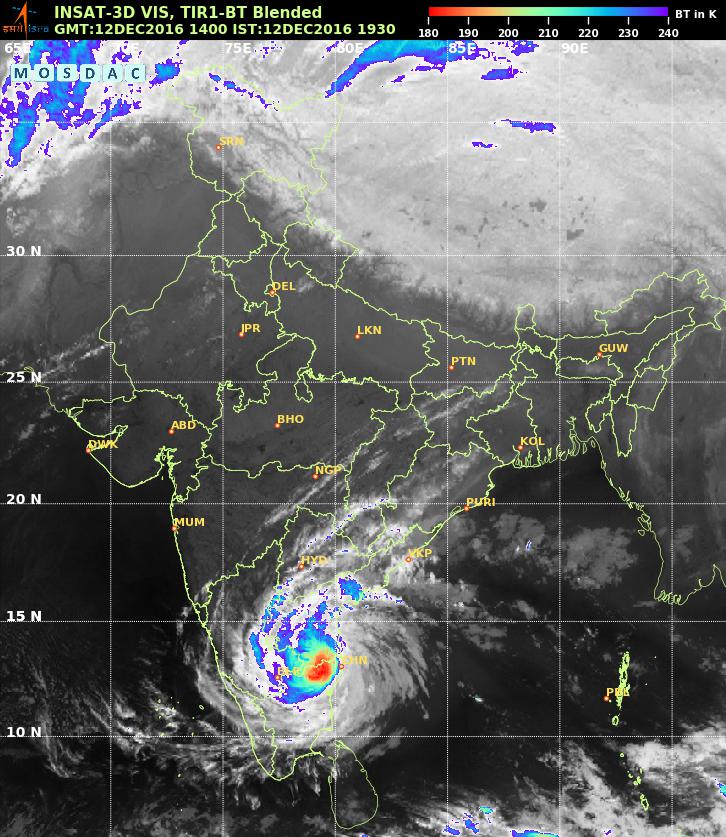 INSAT-3D VIS, TIR1-BT Blended
GMT:12DEC2016 1400 IST:12DEC2016 1930
180 190 200 210 220 230 240 BT in K
65E 75E 80E 85E 90E
MOSDAC
SRN
30 N
DEL
JPR LKN
GUW
PTN
25 N
ABD BHO
DWK KOL
NGP
20 N
PURI
MUM
VKP
HYD
15 N
CHN
PBL
10 N